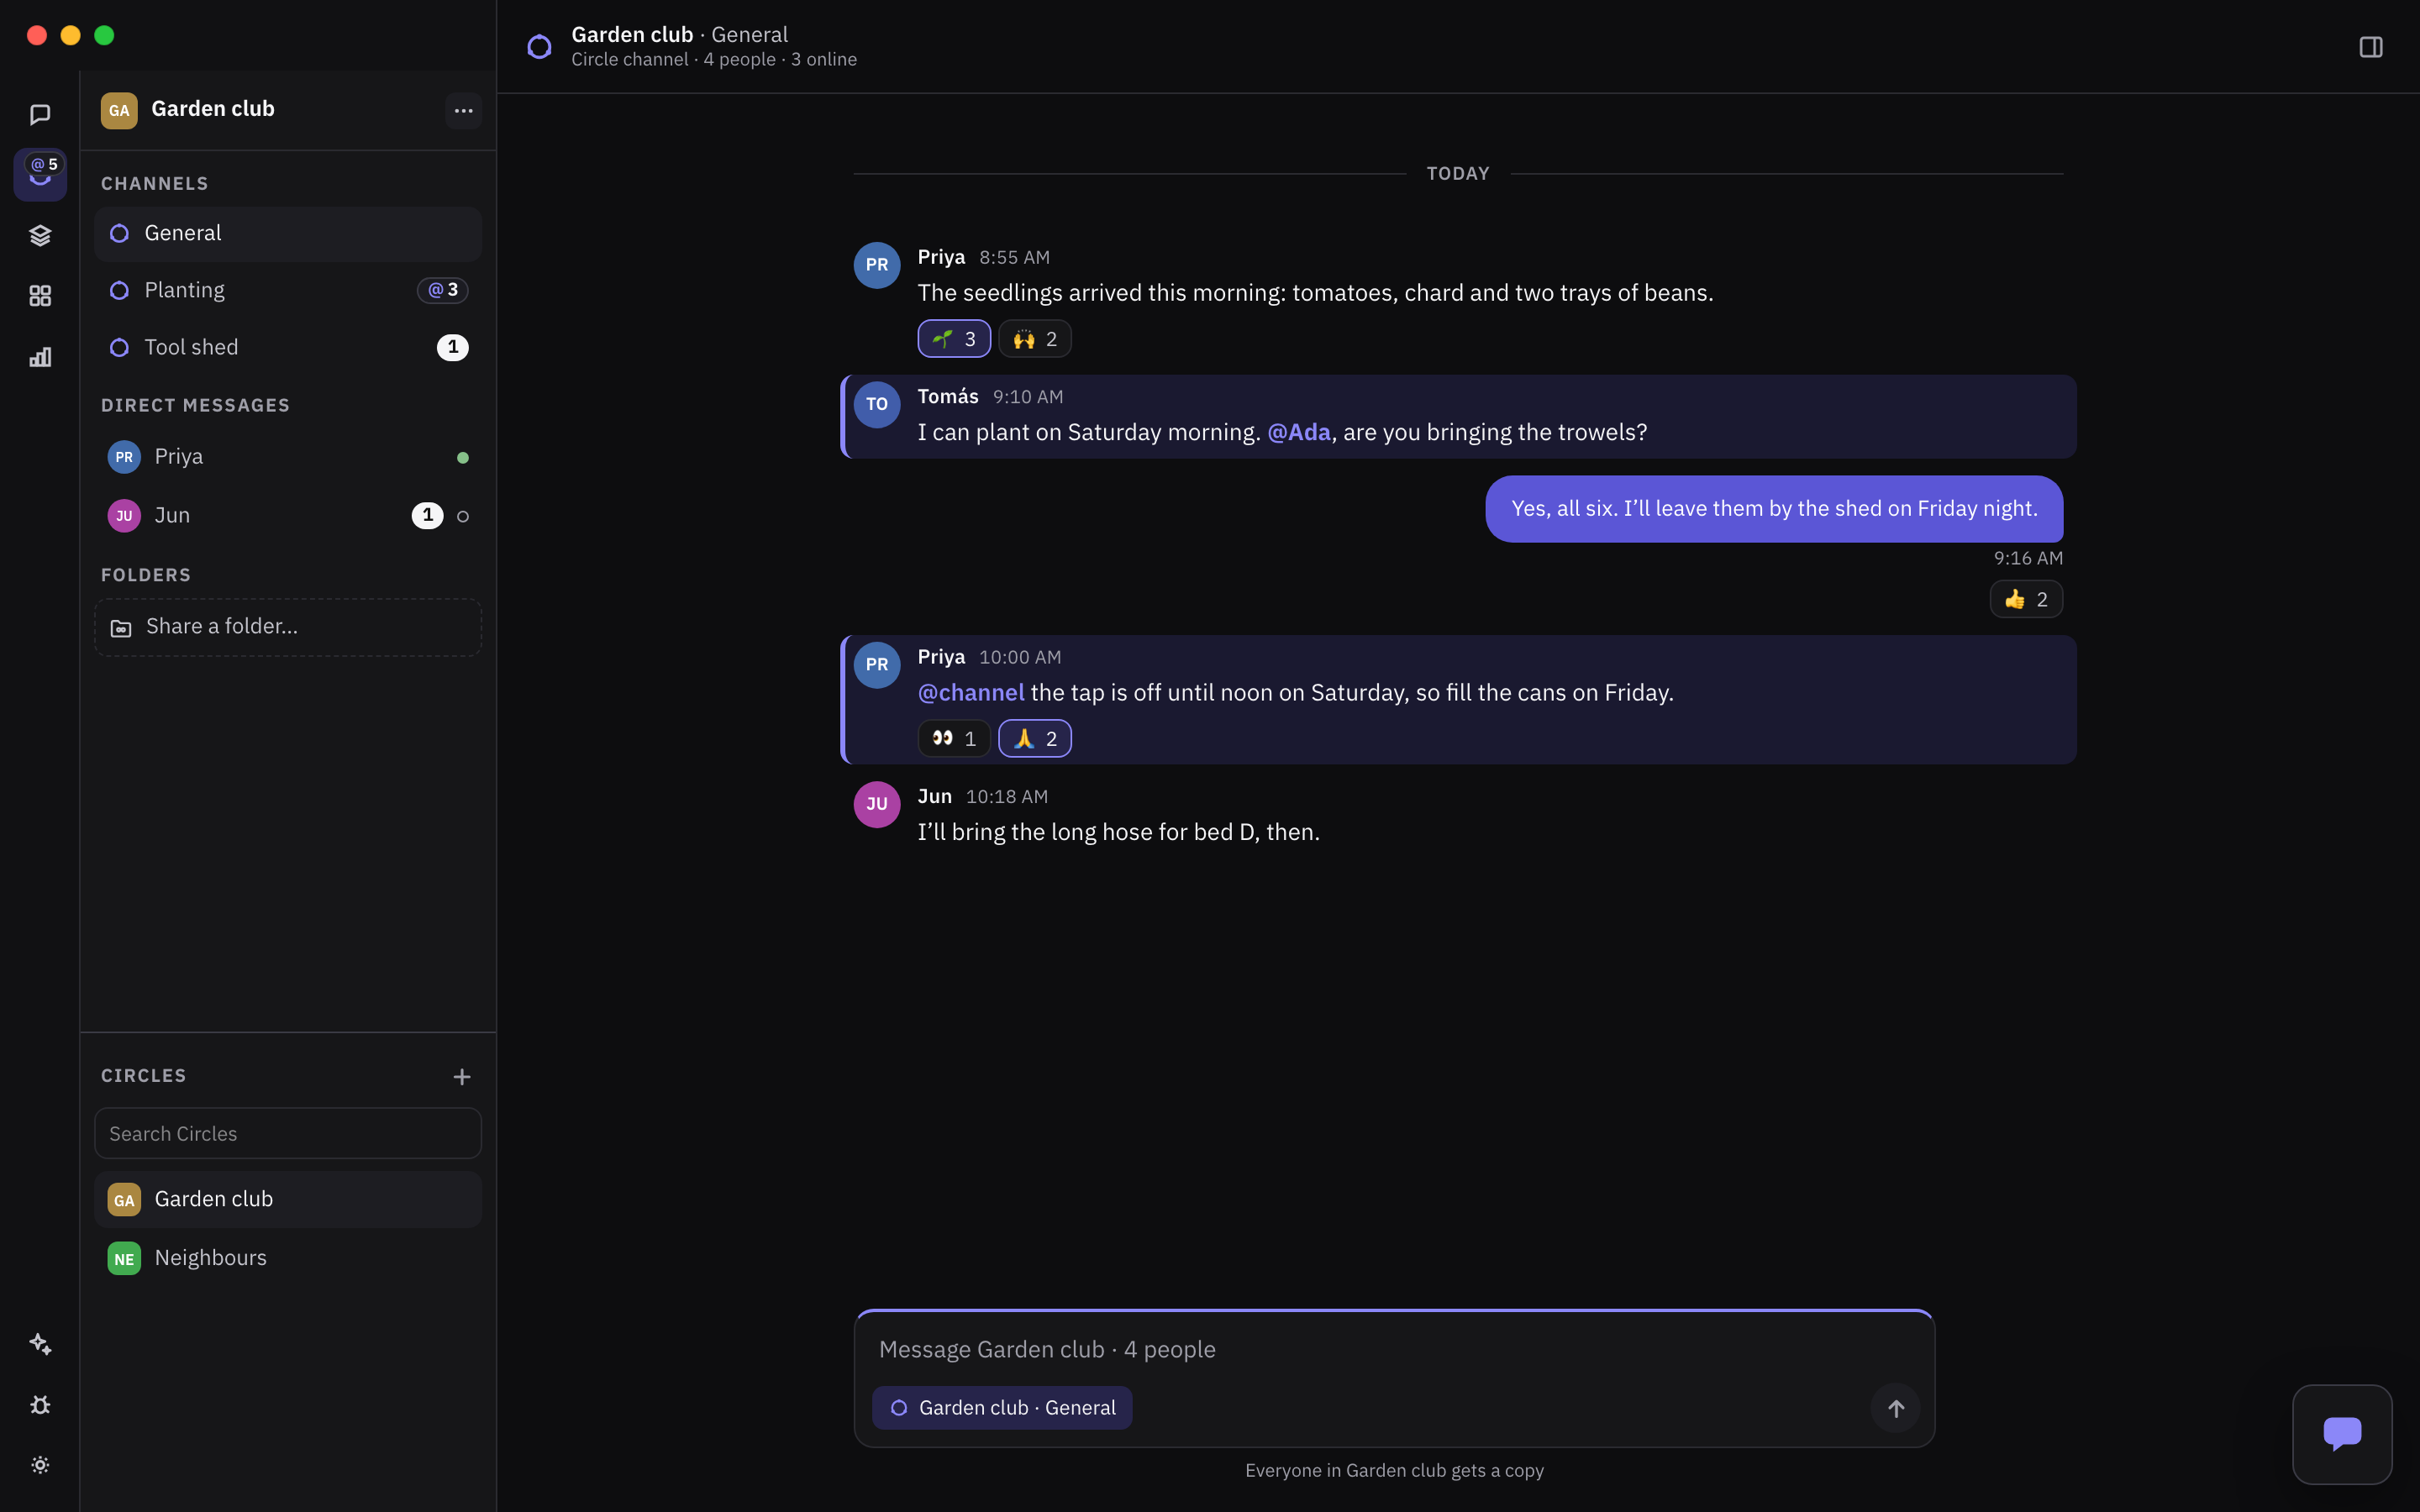 @ 5
GA Garden club
CHANNELS
General
Planting @ 3
Tool shed 1
DIRECT MESSAGES
PR Priya
JU Jun 1
FOLDERS
Share a folder...
CIRCLES
Search Circles
GA Garden club
NE Neighbours
Garden club · General
Circle channel · 4 people · 3 online
TODAY
PR Priya 8:55 AM
The seedlings arrived this morning: tomatoes, chard and two trays of beans.
🌱 3 🙌 2
TO Tomás 9:10 AM
I can plant on Saturday morning. @Ada, are you bringing the trowels?
Yes, all six. I’ll leave them by the shed on Friday night.
9:16 AM
👍 2
PR Priya 10:00 AM
@channel the tap is off until noon on Saturday, so fill the cans on Friday.
👀 1 🙏 2
JU Jun 10:18 AM
I’ll bring the long hose for bed D, then.
Message Garden club · 4 people
Garden club · General
Everyone in Garden club gets a copy